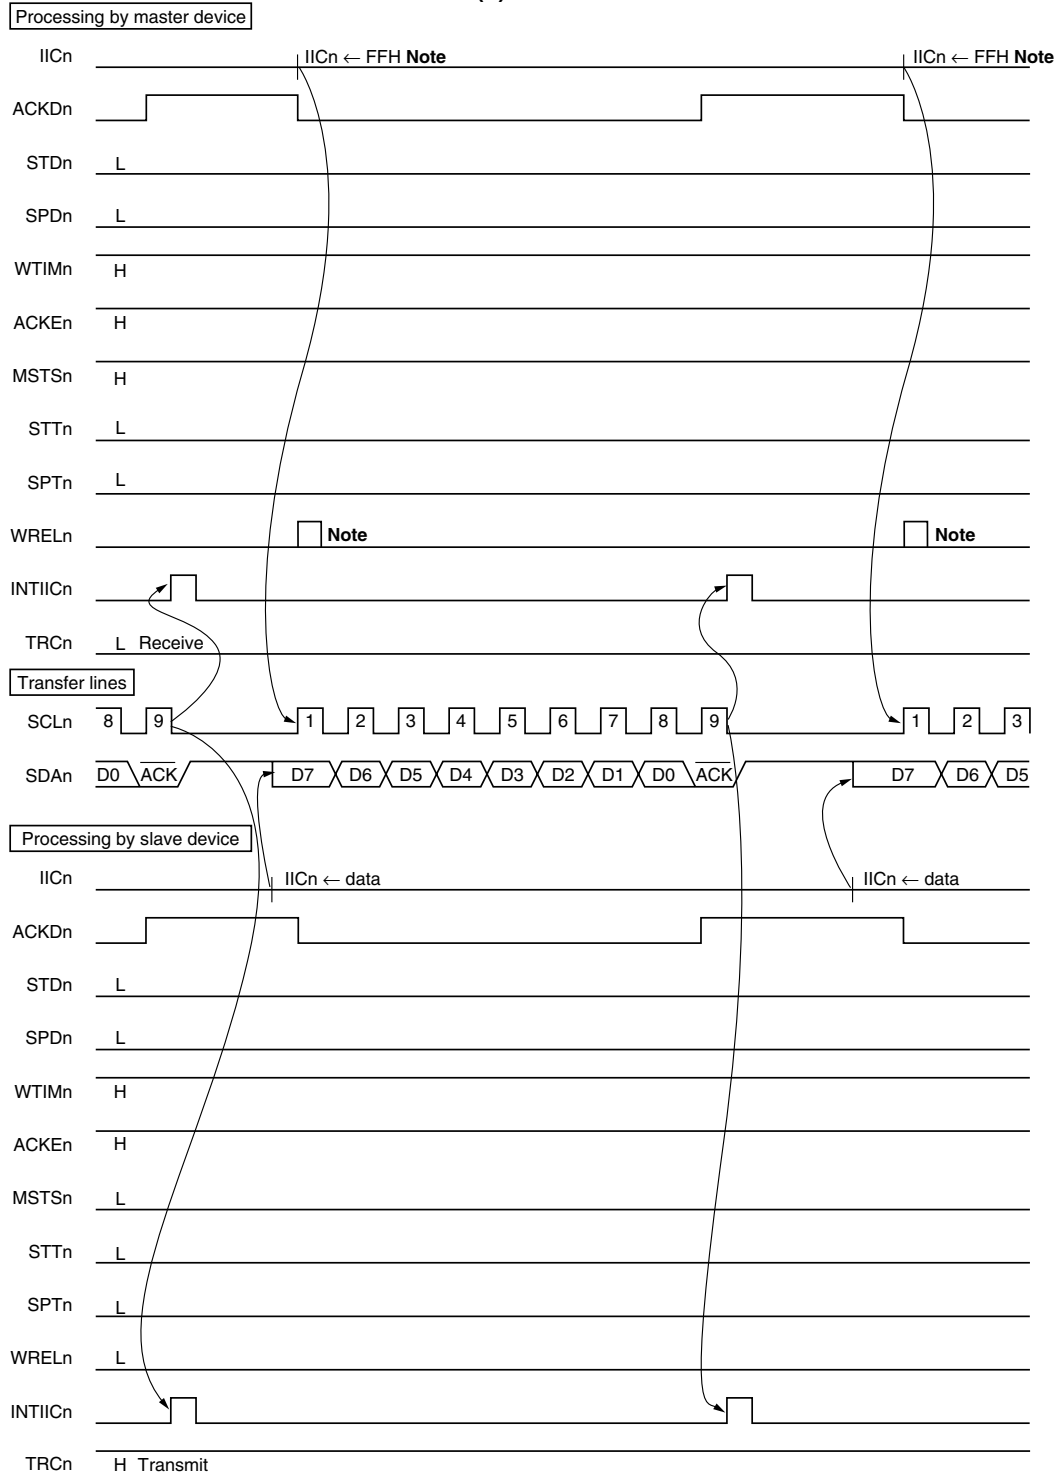 Processing by master device
IICn IICn ← FFH Note IICn ← FFH Note
ACKDn
STDn L
SPDn L
WTIMn H
ACKEn H
MSTSn H
STTn L
SPTn L
WRELn Note Note
INTIICn
TRCn L Receive
Transfer lines
SCLn 8 9 1 2 3 4 5 6 7 8 9 1 2 3
SDAn D0 ACK D7 D6 D5 D4 D3 D2 D1 D0 ACK D7 D6 D5
Processing by slave device
IICn IICn ← data IICn ← data
ACKDn
STDn L
SPDn L
WTIMn H
ACKEn H
MSTSn L
STTn L
SPTn L
WRELn L
INTIICn
TRCn H Transmit